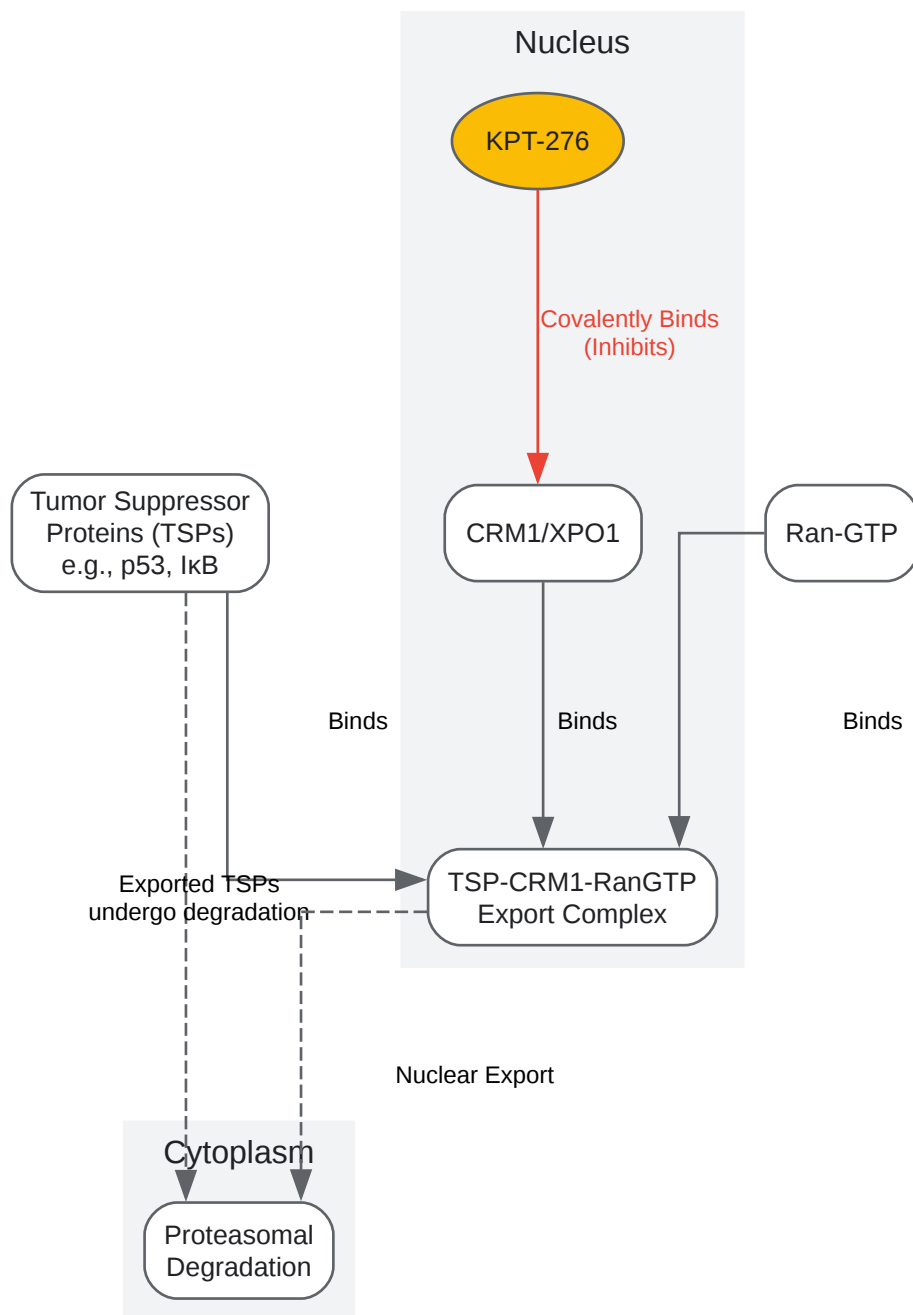 Nucleus
KPT-276
Covalently Binds
(Inhibits)
Tumor Suppressor
Proteins (TSPs)
e.g., p53, IκB
CRM1/XPO1
Ran-GTP
Binds
Binds
Binds
Exported TSPs
undergo degradation
TSP-CRM1-RanGTP
Export Complex
Nuclear Export
Cytoplasm
Proteasomal
Degradation